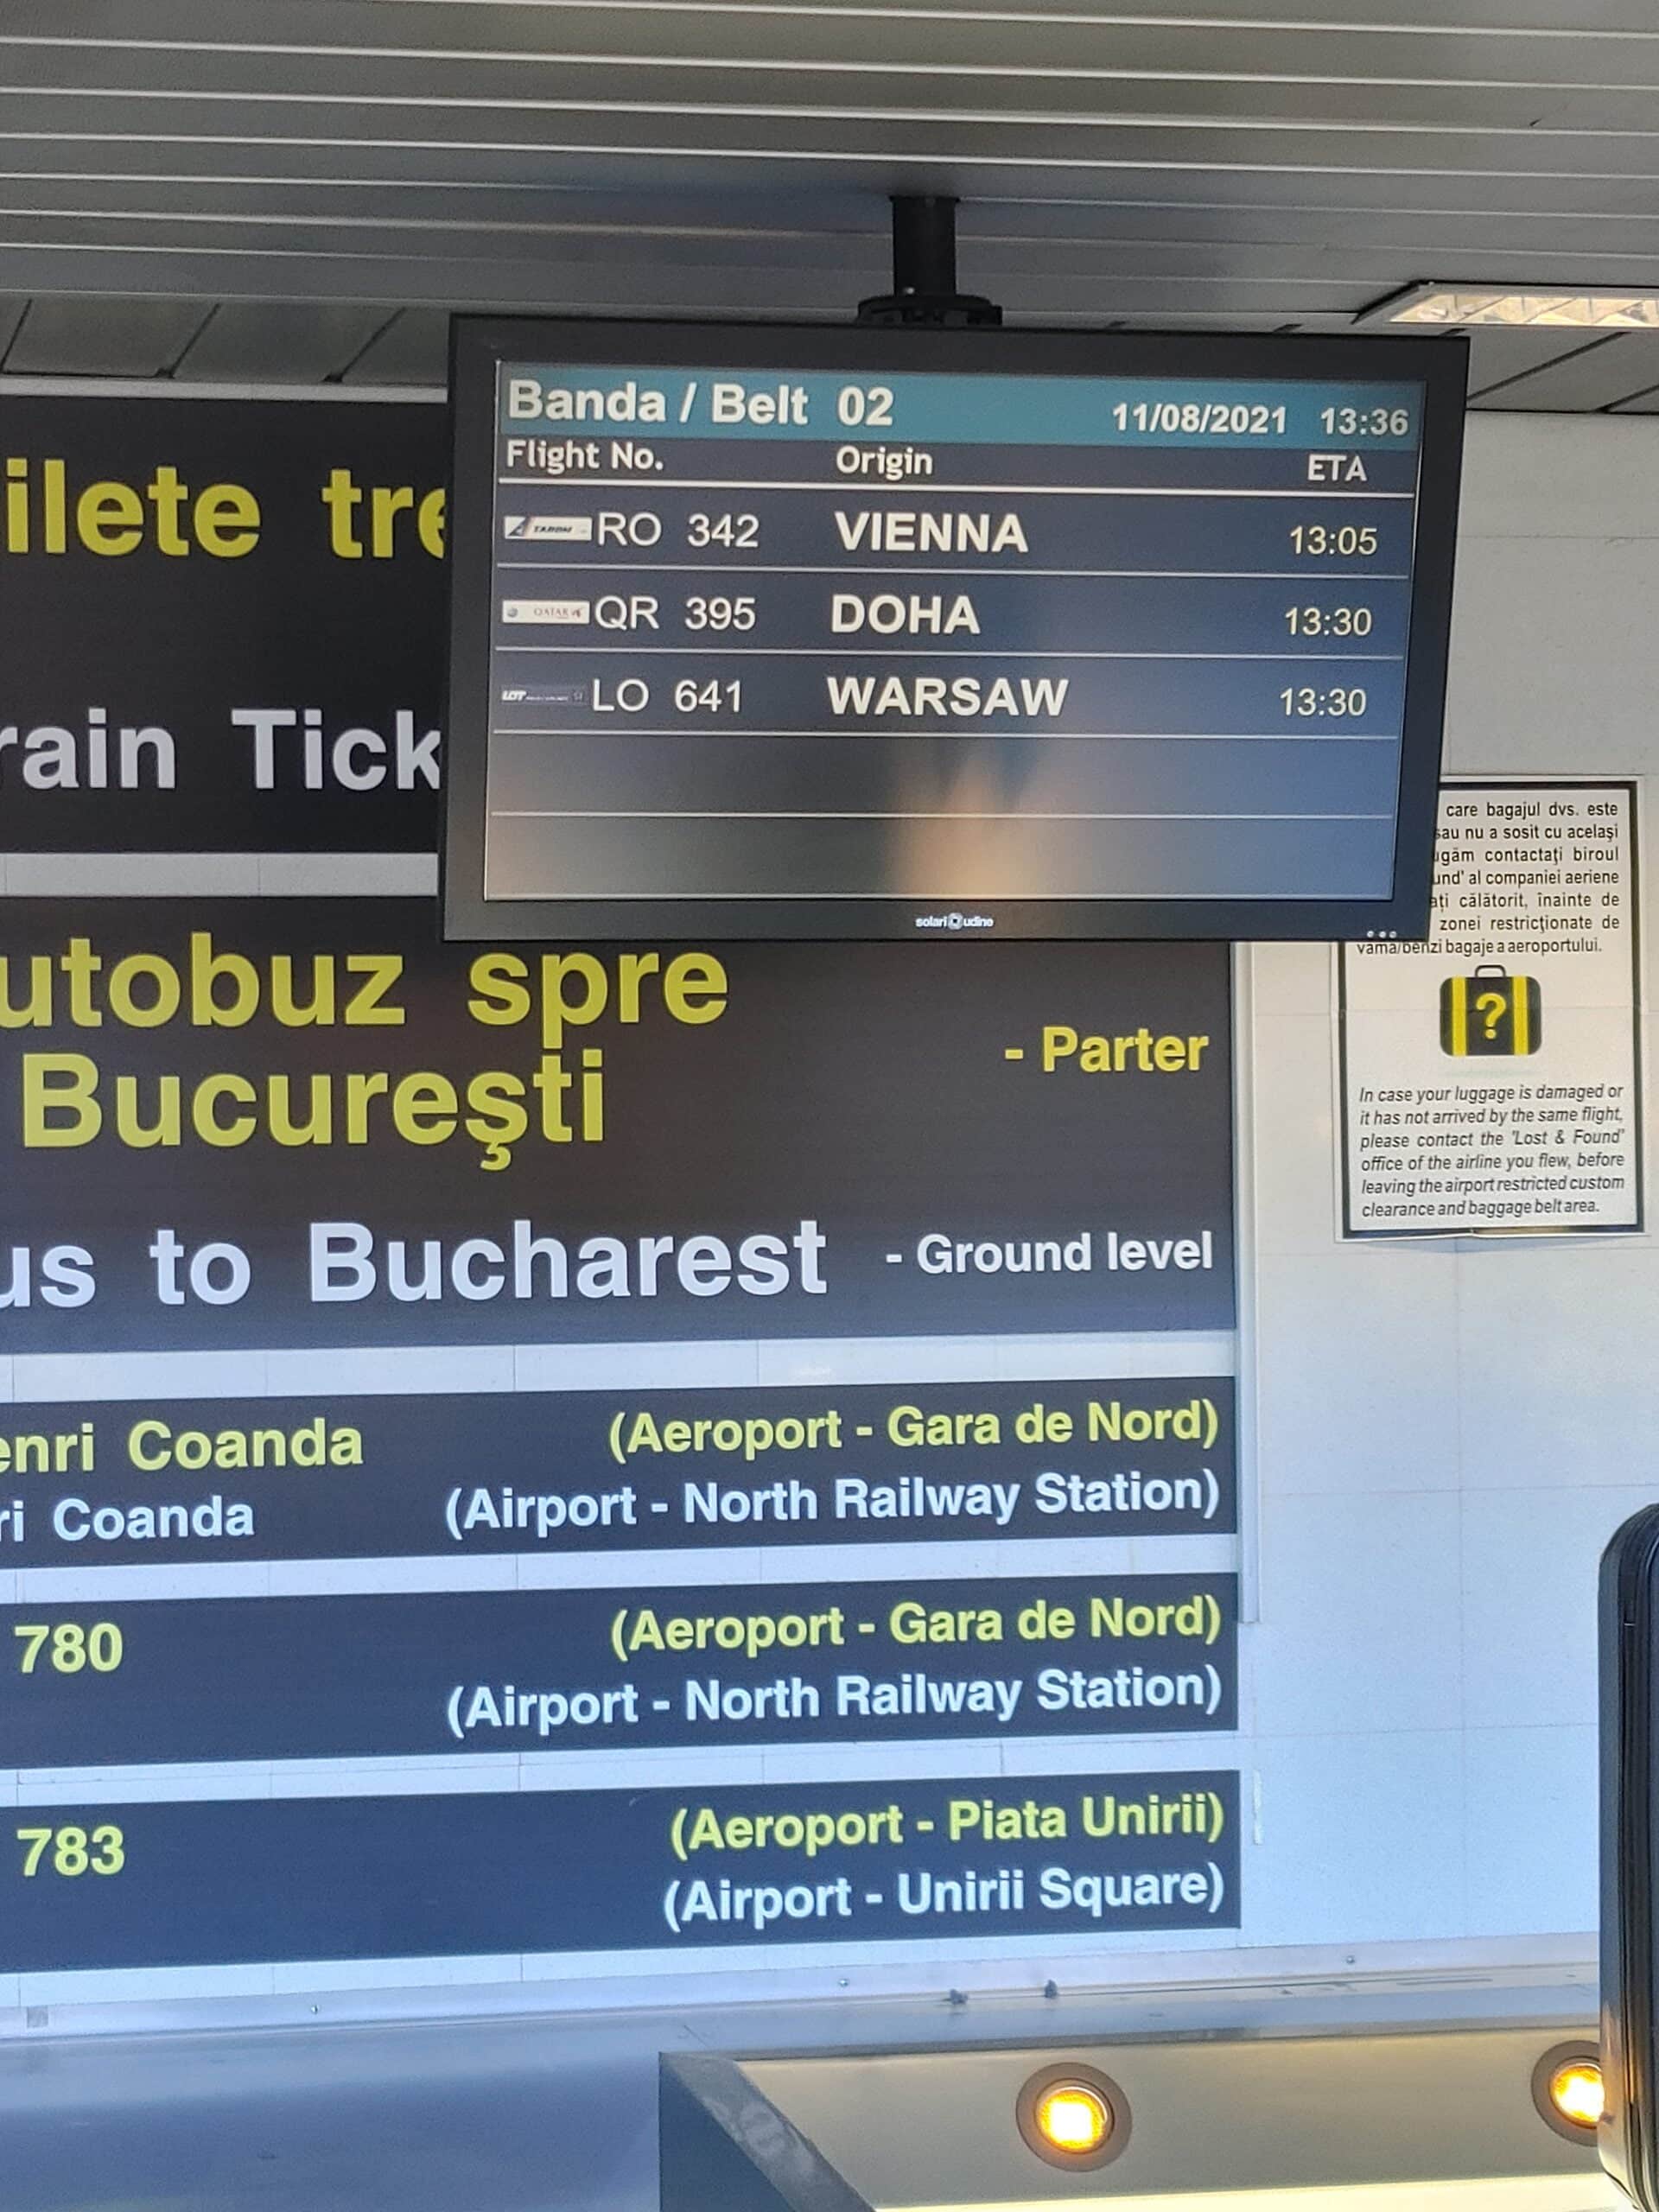 Banda / Belt 02 11/08/2021 13:36
Flight No. Origin ETA
TAROM RO 342 VIENNA 13:05
QATAR QR 395 DOHA 13:30
LOT LO 641 WARSAW 13:30
solari udine
ilete tre
rain Tick
utobuz spre
București
- Parter
us to Bucharest - Ground level
enri Coanda (Aeroport - Gara de Nord)
ri Coanda (Airport - North Railway Station)
780 (Aeroport - Gara de Nord)
(Airport - North Railway Station)
783 (Aeroport - Piata Unirii)
(Airport - Unirii Square)
care bagajul dvs. este
sau nu a sosit cu același
ugăm contactați biroul
und' al companiei aeriene
ați călătorit, înainte de
zonei restricționate de
vama/benzi bagaje a aeroportului.
?
In case your luggage is damaged or
it has not arrived by the same flight,
please contact the 'Lost & Found'
office of the airline you flew, before
leaving the airport restricted custom
clearance and baggage belt area.